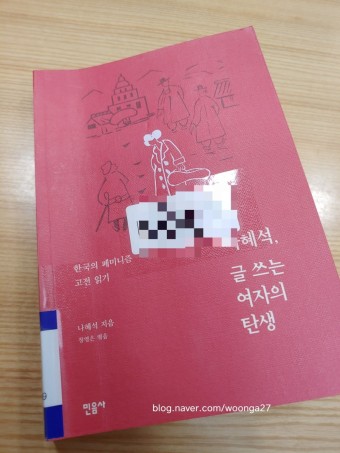 한국의 페미니즘
고전 읽기
혜석,
글 쓰는
여자의
탄생
나혜석 지음
장영은 엮음
민음사
9
blog.naver.com/woonga27